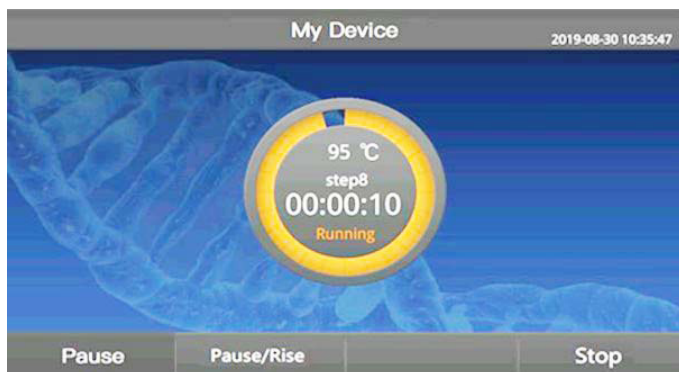 My Device
2019-08-30 10:35:47
95 ℃
step8
00:00:10
Running
Pause
Pause/Rise
Stop